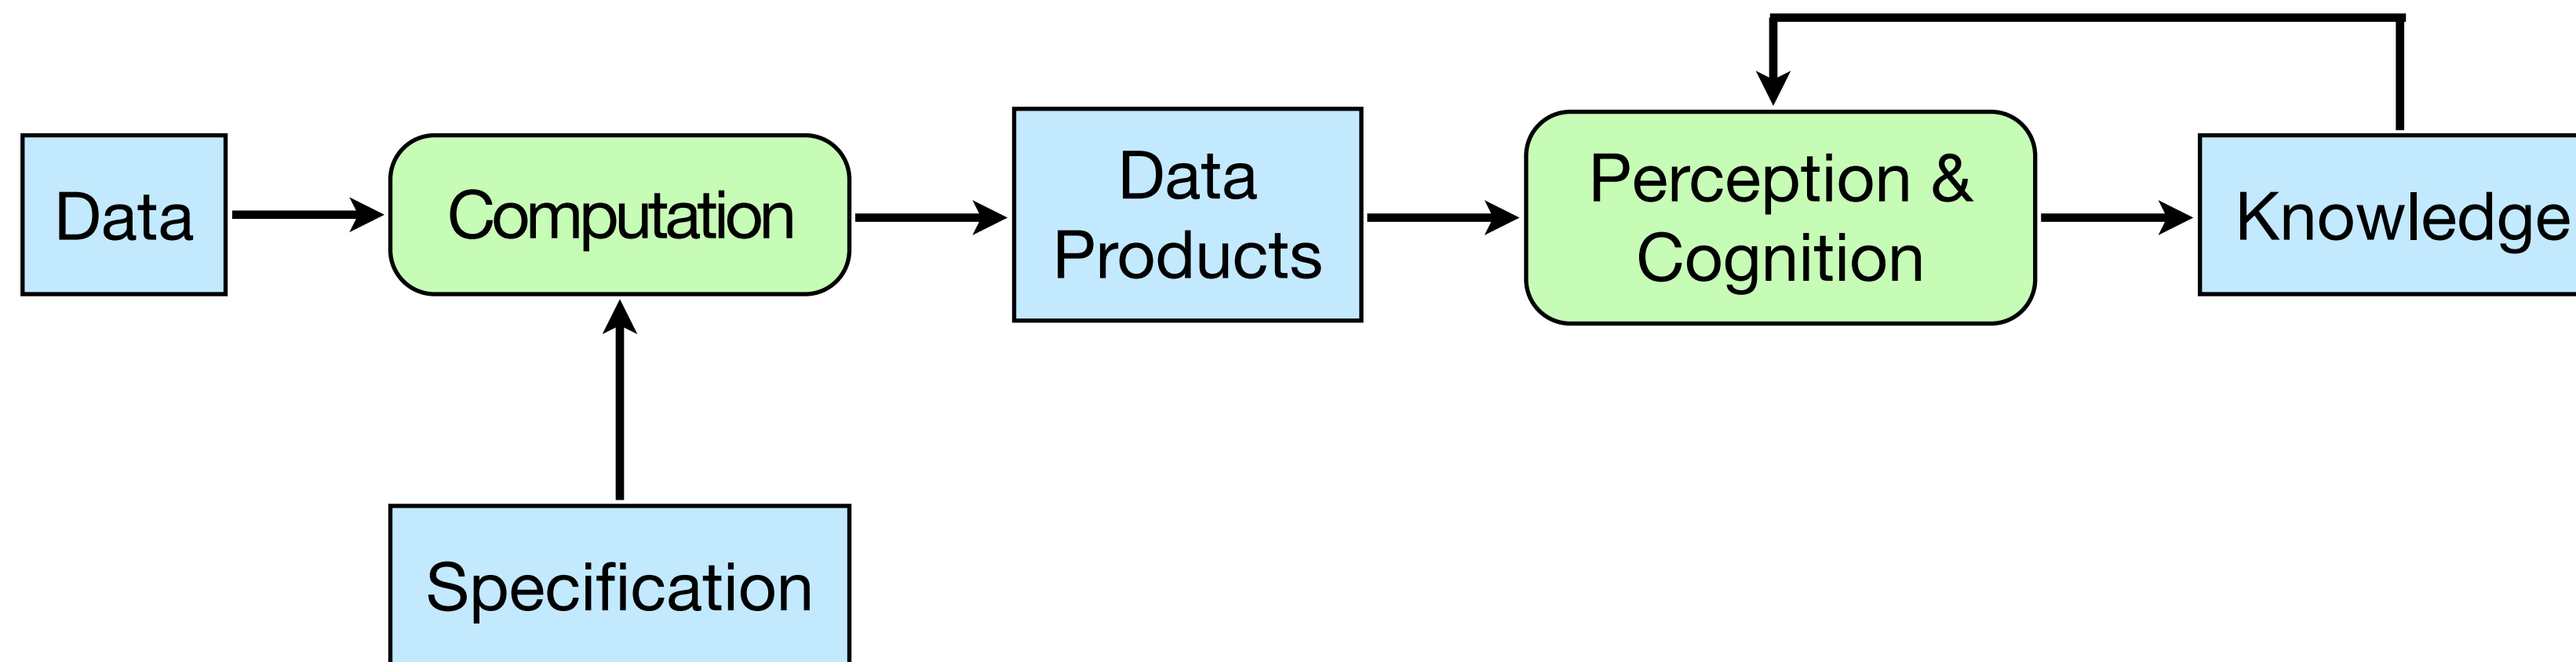 Data
Computation
Data
Products
Perception &
Cognition
Knowledge
Specification